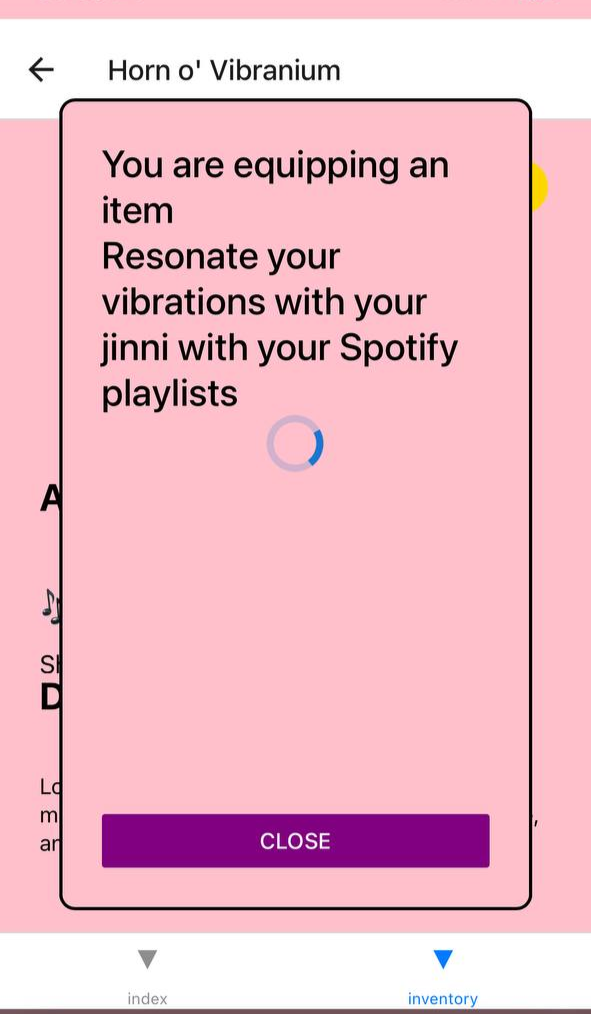 Horn o' Vibranium
You are equipping an
item
Resonate your
vibrations with your
jinni with your Spotify
playlists
A
D
m
CLOSE
index
inventory